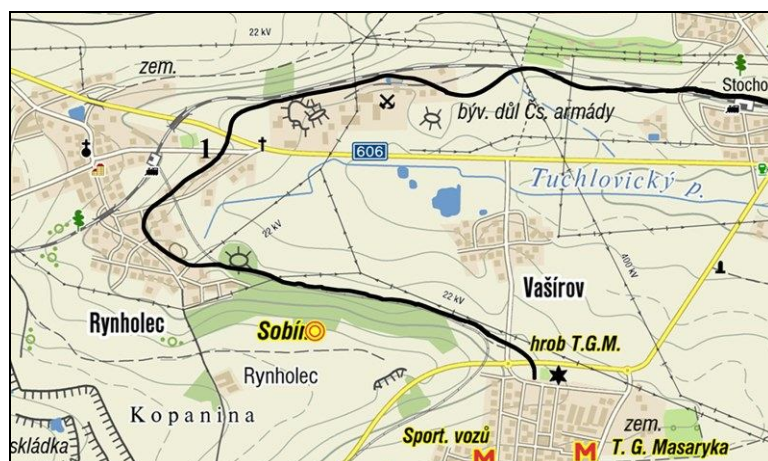 22 kV
zem.
Stocho
býv. důl Čs. armády
1
606
Tuchlovický p.
22 kV
400 kV
Vašírov
22 kV
Rynholec
Sobín
hrob T.G.M.
Rynholec
Kopanina
skládka
Sport. vozů
zem.
T. G. Masaryka
M
M